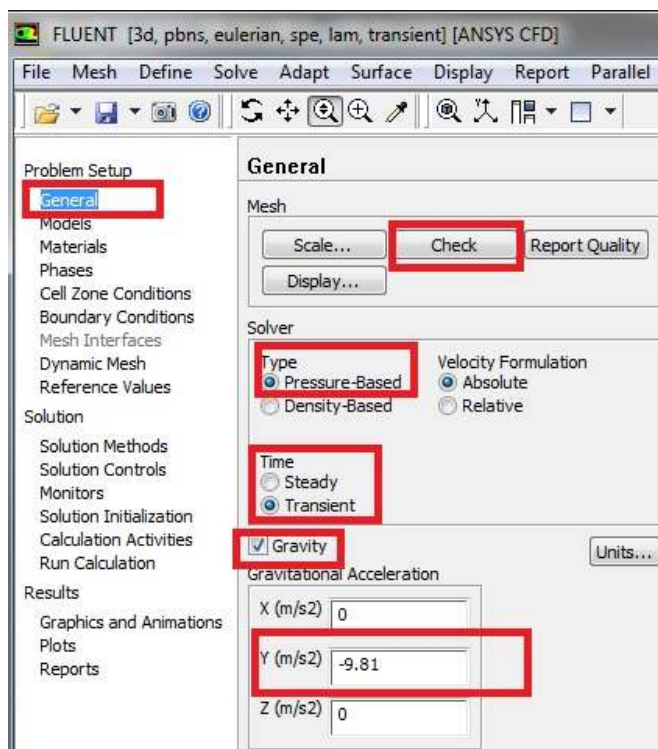 FLUENT [3d, pbns, eulerian, spe, lam, transient] [ANSYS CFD]
File Mesh Define Solve Adapt Surface Display Report Parallel
Problem Setup
General
Models
Materials
Phases
Cell Zone Conditions
Boundary Conditions
Mesh Interfaces
Dynamic Mesh
Reference Values
Solution
Solution Methods
Solution Controls
Monitors
Solution Initialization
Calculation Activities
Run Calculation
Results
Graphics and Animations
Plots
Reports
General
Mesh
Scale... Check Report Quality
Display...
Solver
Type Velocity Formulation
Pressure-Based Absolute
Density-Based Relative
Time
Steady
Transient
Gravity Units...
Gravitational Acceleration
X (m/s2) 0
Y (m/s2) -9.81
Z (m/s2) 0